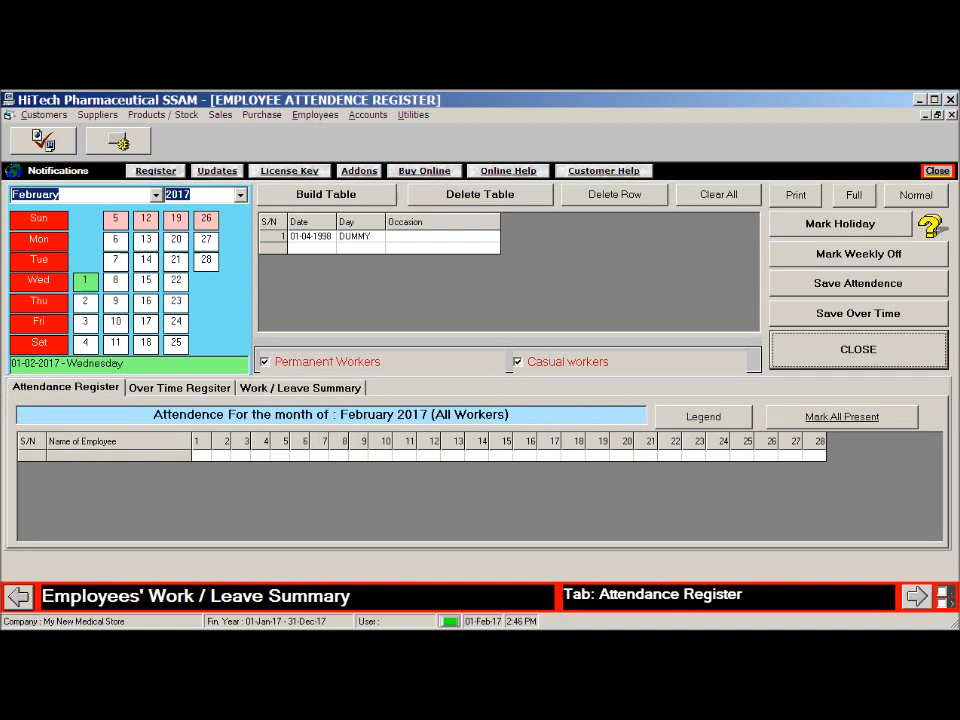 HiTech Pharmaceutical SSAM - [EMPLOYEE ATTENDENCE REGISTER]
Customers Suppliers Products / Stock Sales Purchase Employees Accounts Utilities
Notifications Register Updates License Key Addons Buy Online Online Help Customer Help Close
February 2017 Build Table Delete Table Delete Row Clear All Print Full Normal
Sun 5 12 19 26
Mon 6 13 20 27
Tue 7 14 21 28
Wed 1 8 15 22
Thu 2 9 16 23
Fri 3 10 17 24
Sat 4 11 18 25
01-02-2017 - Wednesday
S/N Date Day Occasion
1 01-04-1998 DUMMY
Mark Holiday
Mark Weekly Off
Save Attendence
Save Over Time
CLOSE
Permanent Workers Casual workers
Attendance Register Over Time Regsiter Work / Leave Summary
Attendence For the month of : February 2017 (All Workers) Legend Mark All Present
S/N Name of Employee 1 2 3 4 5 6 7 8 9 10 11 12 13 14 15 16 17 18 19 20 21 22 23 24 25 26 27 28
Employees' Work / Leave Summary Tab: Attendance Register
Company : My New Medical Store Fin. Year : 01-Jan-17 - 31-Dec-17 User : 01-Feb-17 2:46 PM